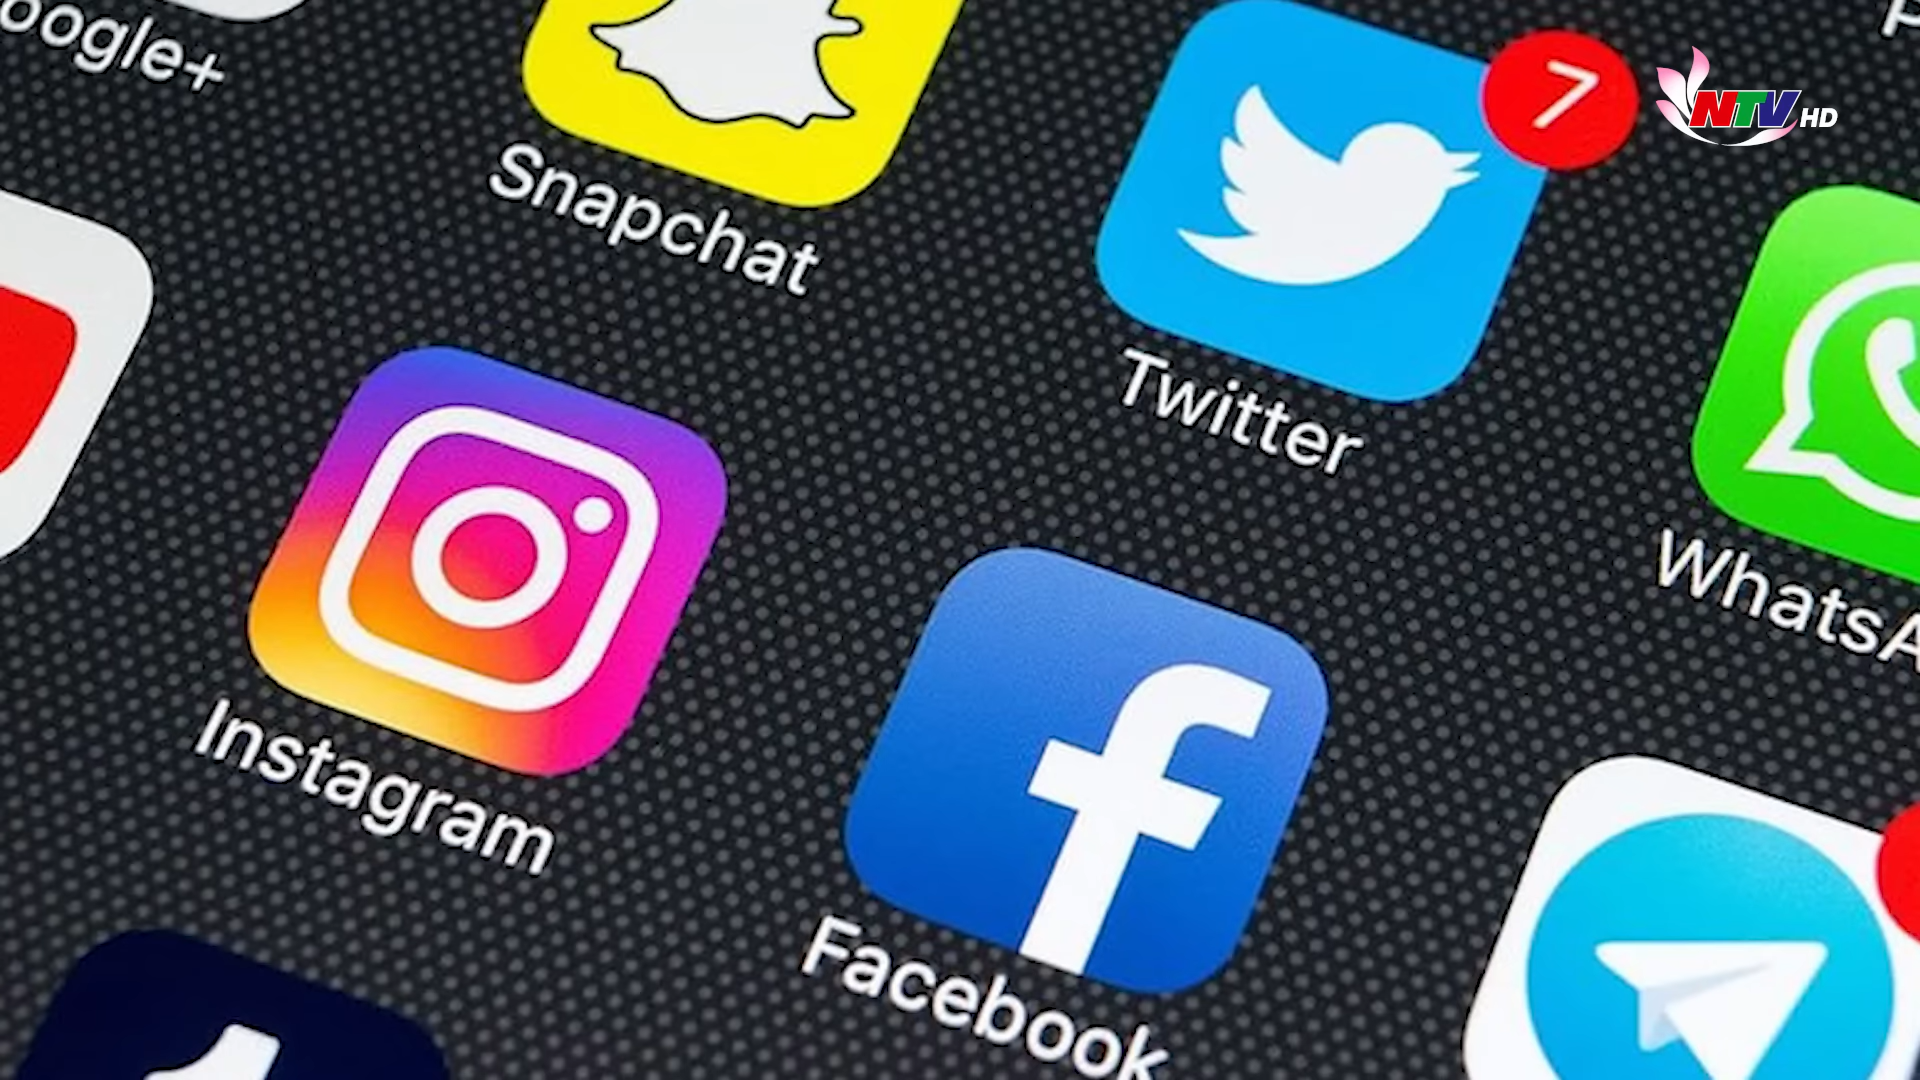 oogle+
Snapchat
7
Twitter
NTV HD
WhatsA
Instagram
Facebook